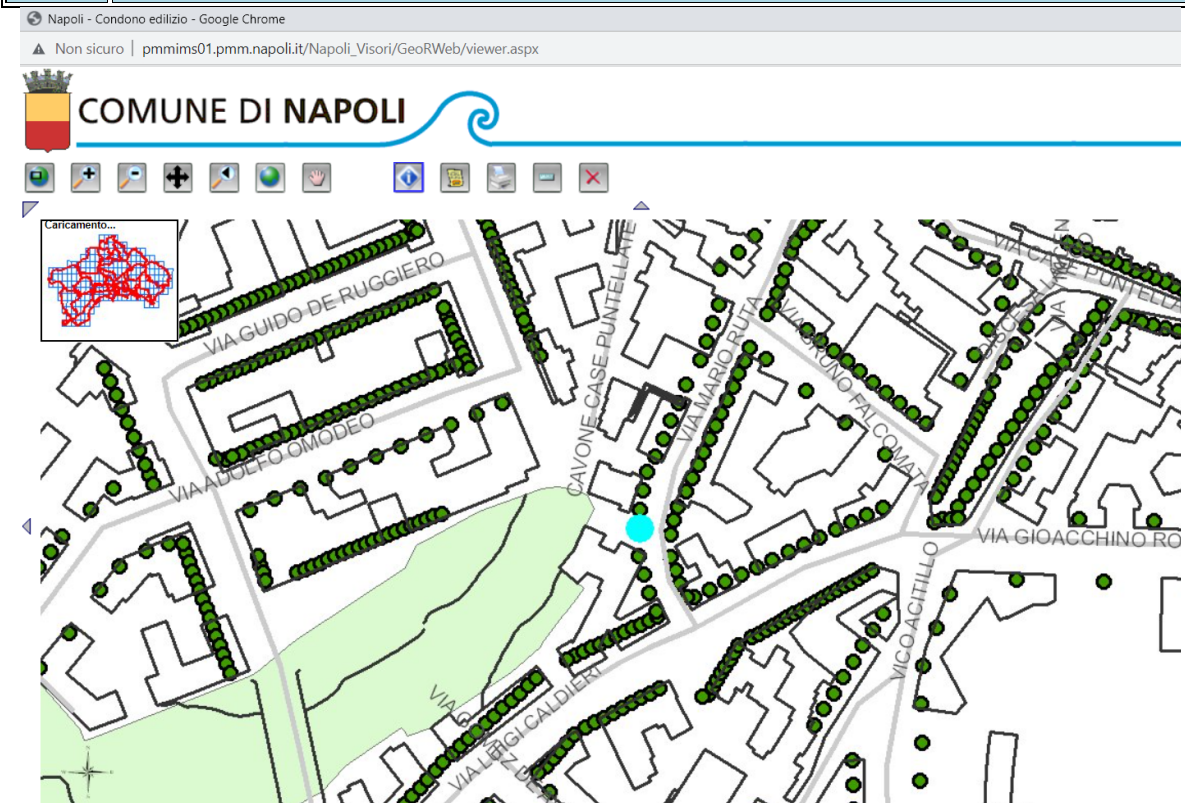 Napoli - Condono edilizio - Google Chrome
Non sicuro | pmmims01.pmm.napoli.it/Napoli_Visori/GeoRWeb/viewer.aspx
COMUNE DI NAPOLI
Caricamento...
VIA GUIDO DE RUGGIERO
CAVONE CASE PUNTELLATE
VIA MARIO RUTA
VIA BRUNO FALCOMATA
VIA CASE PUNTELLA
VIA
VIA ADOLFO OMODEO
VIA GIOACCHINO RO
VICO ACITILLO
VIA LUIGI CALDIERI